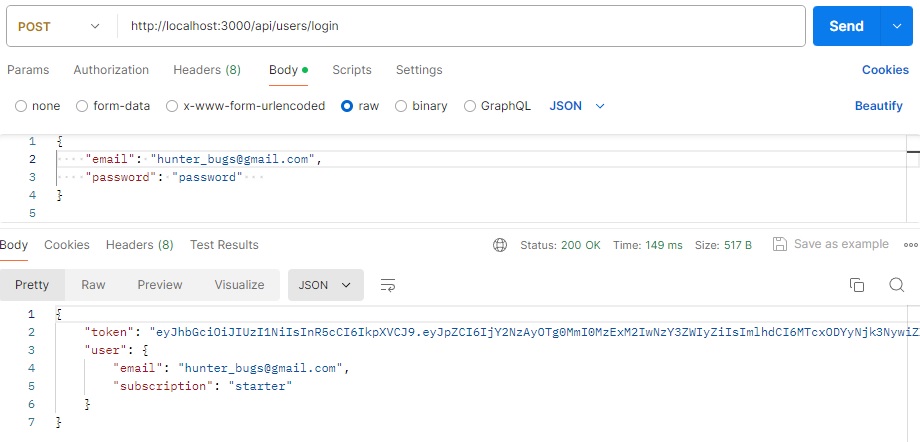 POST http://localhost:3000/api/users/login Send
Params Authorization Headers (8) Body Scripts Settings Cookies
none form-data x-www-form-urlencoded raw binary GraphQL JSON Beautify
1 {
2 "email": "hunter_bugs@gmail.com",
3 "password": "password"
4 }
5
Body Cookies Headers (8) Test Results Status: 200 OK Time: 149 ms Size: 517 B Save as example
Pretty Raw Preview Visualize JSON
1 {
2 "token": "eyJhbGciOiJIUzI1NiIsInR5cCI6IkpXVCJ9.eyJpZCI6IjY2NzAyOTg0MmI0MzExM2IwNzY3ZWIyZiIsImlhdCI6MTcxODYyNjk3NywiZ
3 "user": {
4 "email": "hunter_bugs@gmail.com",
5 "subscription": "starter"
6 }
7 }